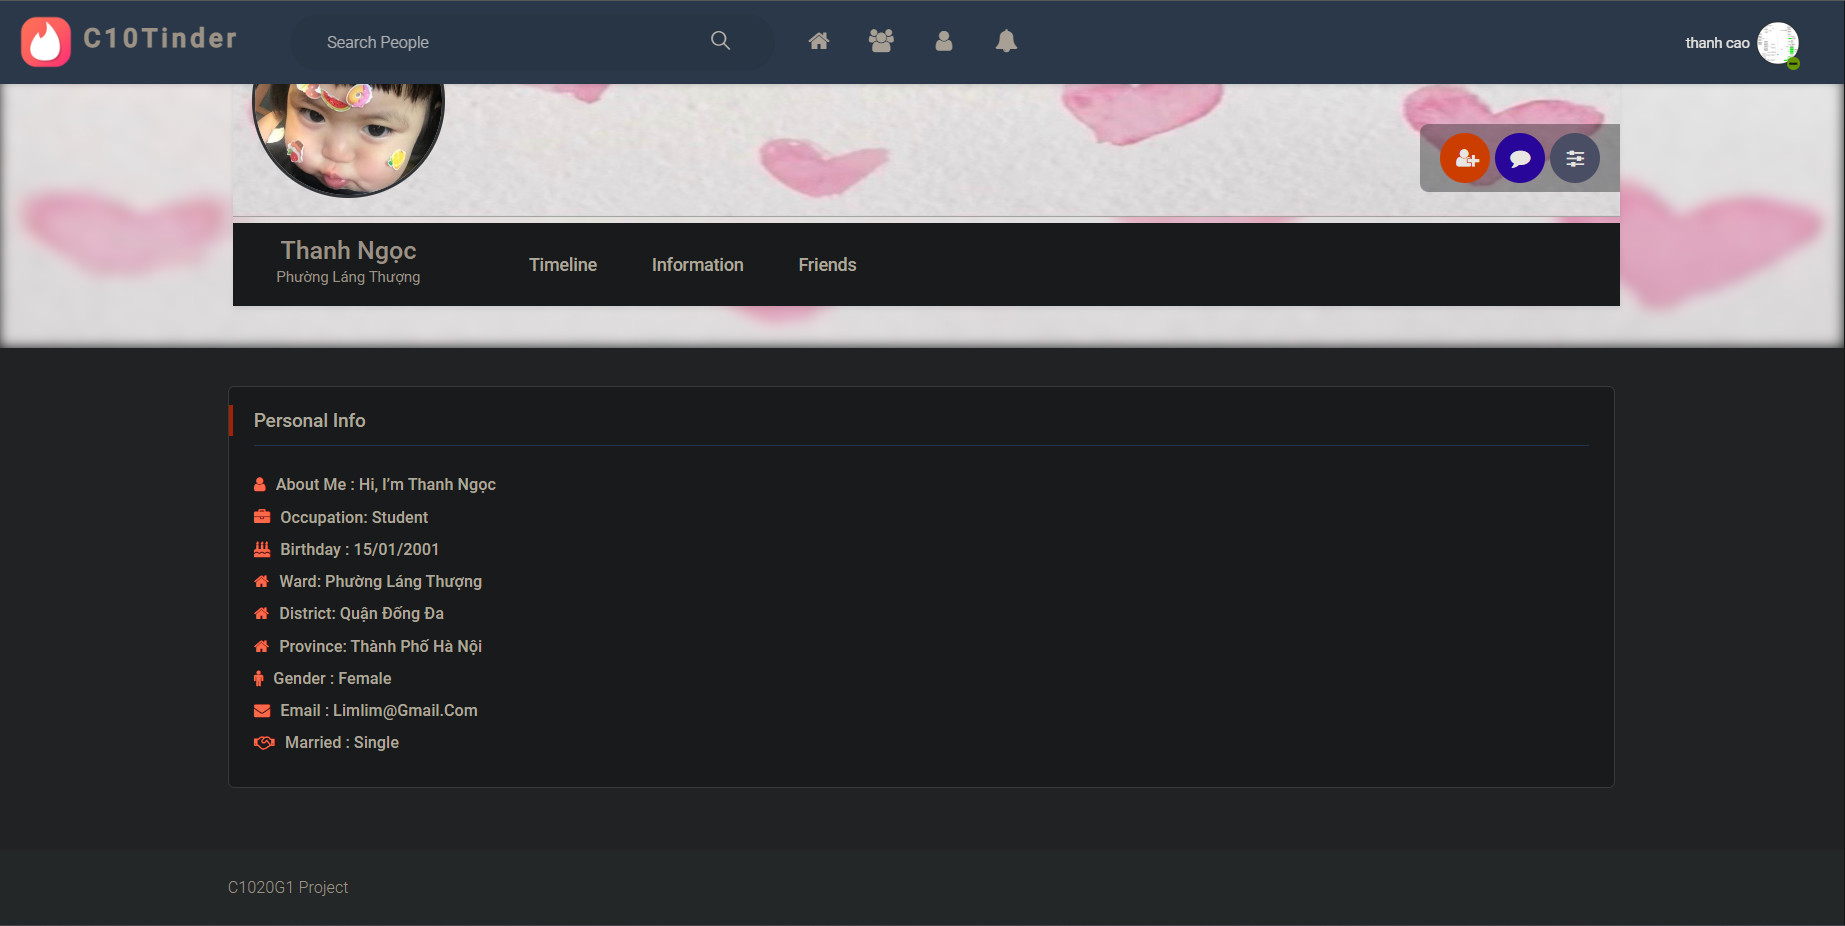 C10Tinder
Search People
thanh cao
Thanh Ngọc
Phường Láng Thượng
Timeline
Information
Friends
Personal Info
About Me : Hi, I’m Thanh Ngọc
Occupation: Student
Birthday : 15/01/2001
Ward: Phường Láng Thượng
District: Quận Đống Đa
Province: Thành Phố Hà Nội
Gender : Female
Email : Limlim@Gmail.Com
Married : Single
C1020G1 Project